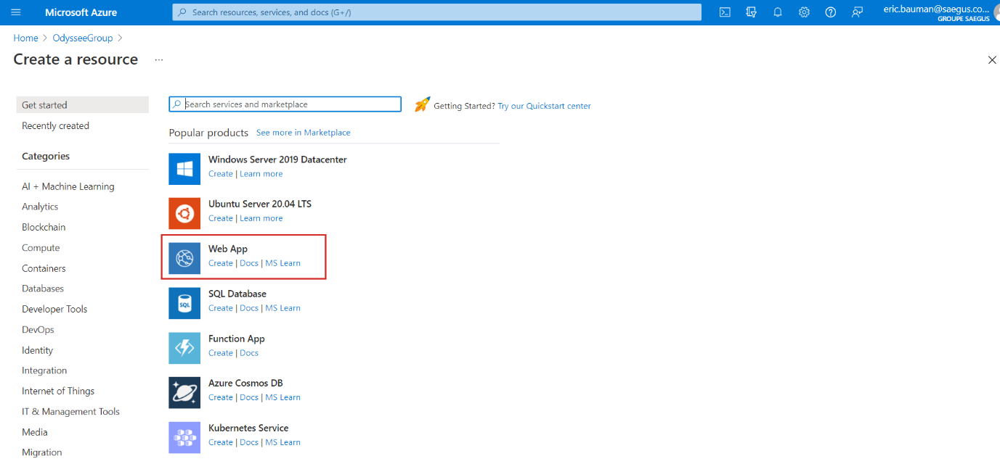 Microsoft Azure
Search resources, services, and docs (G+/)
eric.bauman@saegus.co...
GROUPE SAEGUS
Home > OdysseeGroup >
Create a resource ...
Get started
Recently created
Categories
AI + Machine Learning
Analytics
Blockchain
Compute
Containers
Databases
Developer Tools
DevOps
Identity
Integration
Internet of Things
IT & Management Tools
Media
Migration
Search services and marketplace
Getting Started? Try our Quickstart center
Popular products See more in Marketplace
Windows Server 2019 Datacenter
Create | Learn more
Ubuntu Server 20.04 LTS
Create | Learn more
Web App
Create | Docs | MS Learn
SQL
SQL Database
Create | Docs | MS Learn
Function App
Create | Docs
Azure Cosmos DB
Create | Docs | MS Learn
Kubernetes Service
Create | Docs | MS Learn